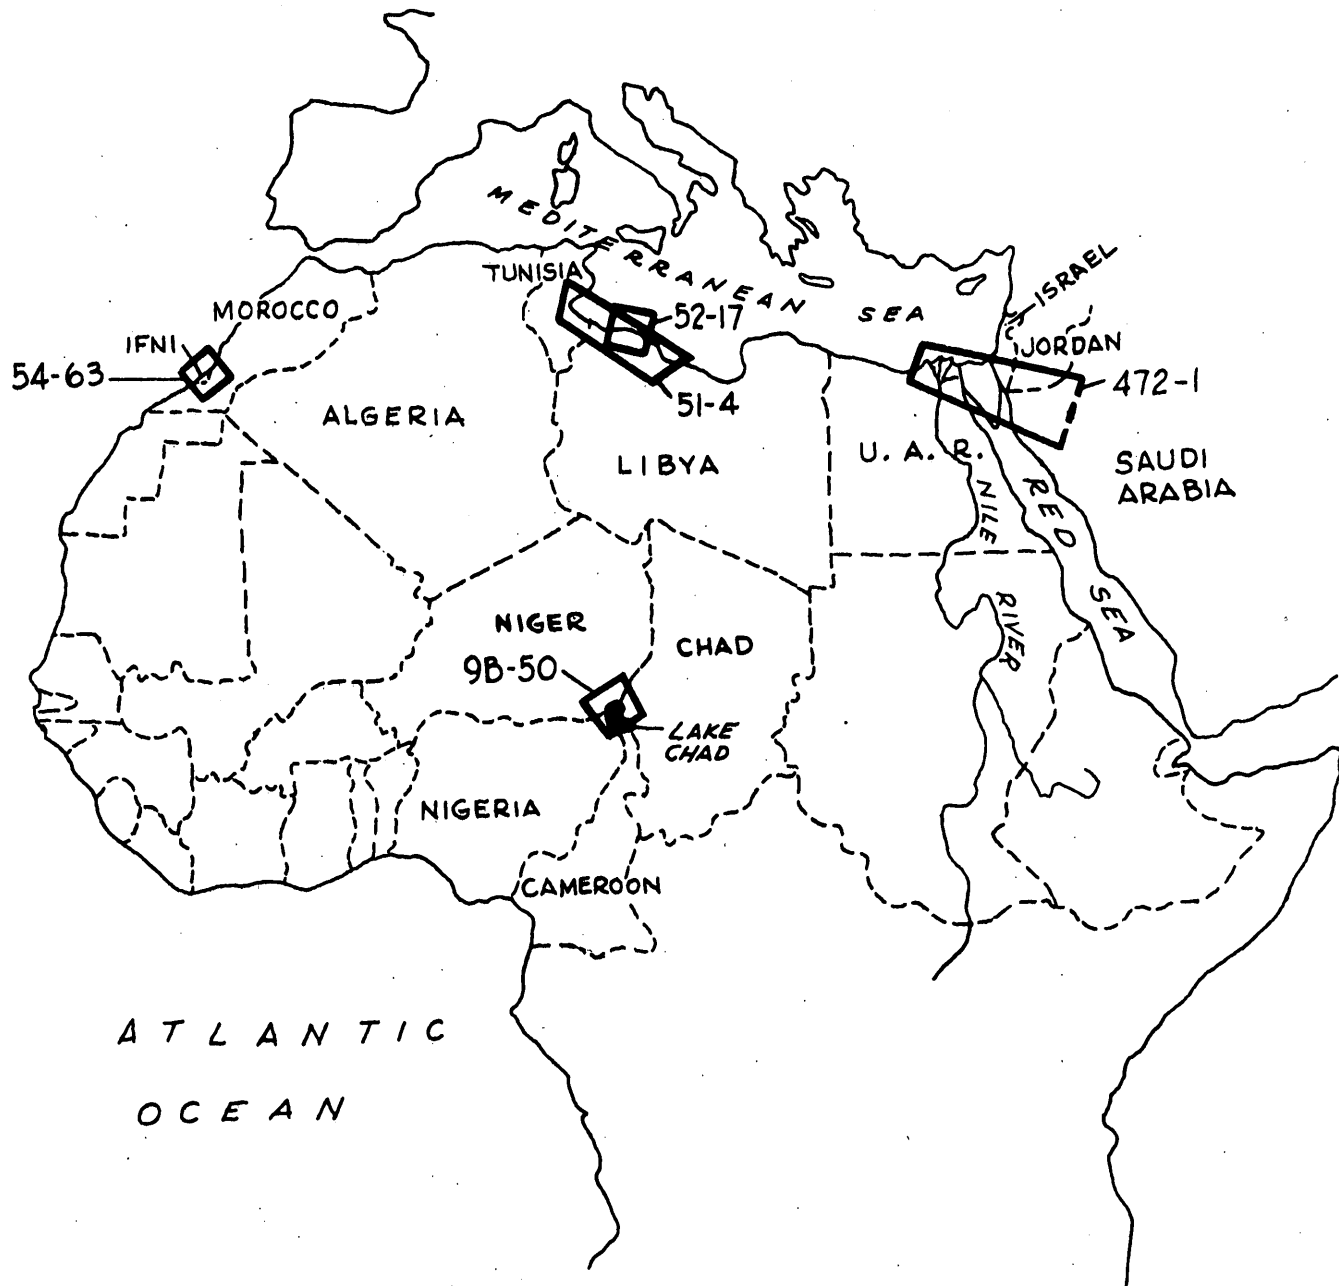 MEDITERRANEAN
SEA
TUNISIA
ISRAEL
MOROCCO
52-17
JORDAN
IFNI
54-63
472-1
51-4
ALGERIA
LIBYA
U. A. R.
SAUDI
ARABIA
NILE
RIVER
RED
SEA
NIGER
CHAD
9B-50
LAKE
CHAD
NIGERIA
CAMEROON
ATLANTIC
OCEAN